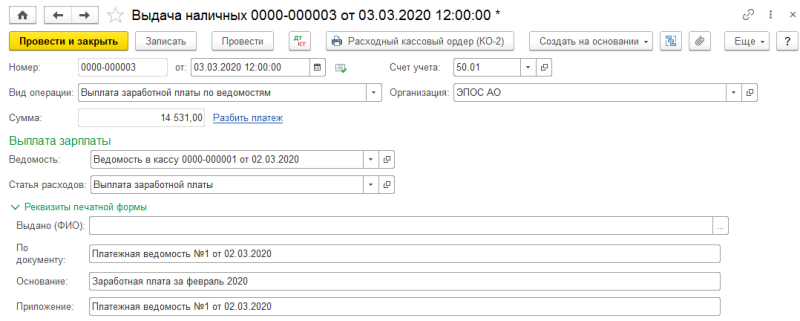 Выдача наличных 0000-000003 от 03.03.2020 12:00:00 *
Провести и закрыть Записать Провести Дт Кт Расходный кассовый ордер (КО-2) Создать на основании Еще ?
Номер: 0000-000003 от: 03.03.2020 12:00:00 Счет учета: 50.01
Вид операции: Выплата заработной платы по ведомостям Организация: ЭПОС АО
Сумма: 14 531,00 Разбить платеж
Выплата зарплаты
Ведомость: Ведомость в кассу 0000-000001 от 02.03.2020
Статья расходов: Выплата заработной платы
Реквизиты печатной формы
Выдано (ФИО): ...
По
документу: Платежная ведомость №1 от 02.03.2020
Основание: Заработная плата за февраль 2020
Приложение: Платежная ведомость №1 от 02.03.2020